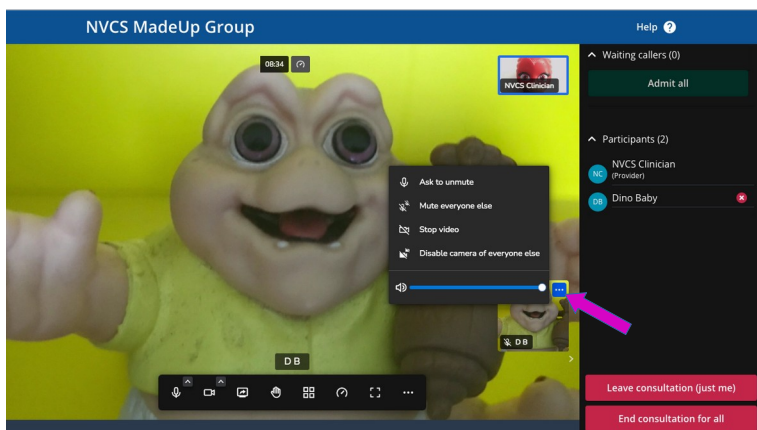 NVCS MadeUp Group
Help ?
08:34
NVCS Clinician
Waiting callers (0)
Admit all
Participants (2)
NC
NVCS Clinician
(Provider)
DB
Dino Baby
Ask to unmute
Mute everyone else
Stop video
Disable camera of everyone else
D B
D B
Leave consultation (just me)
End consultation for all